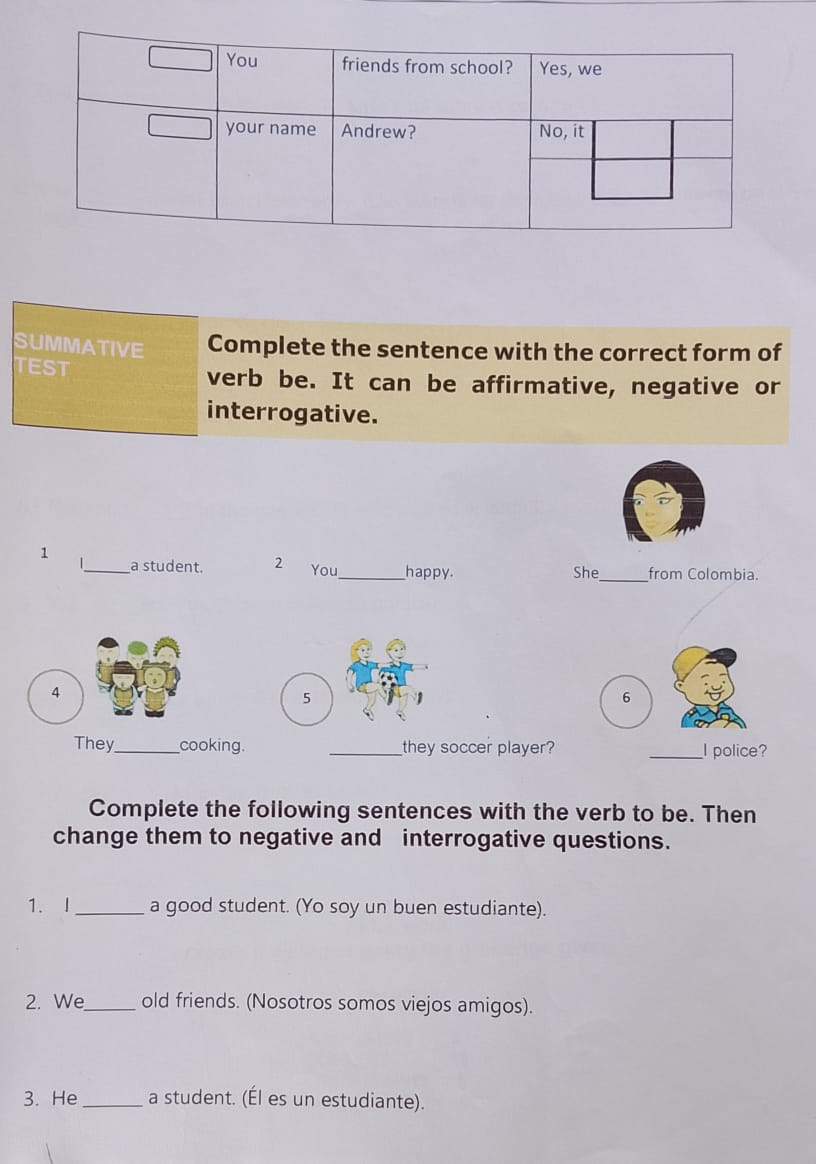 You friends from school? Yes, we
your name Andrew? No, it
SUMMATIVE
TEST
Complete the sentence with the correct form of
verb be. It can be affirmative, negative or
interrogative.
1 I_____a student. 2 You_______happy. She_____from Colombia.
4 5 6
They_______cooking. ________they soccer player? ______I police?
Complete the following sentences with the verb to be. Then
change them to negative and interrogative questions.
1. I _______ a good student. (Yo soy un buen estudiante).
2. We_____ old friends. (Nosotros somos viejos amigos).
3. He ______ a student. (Él es un estudiante).